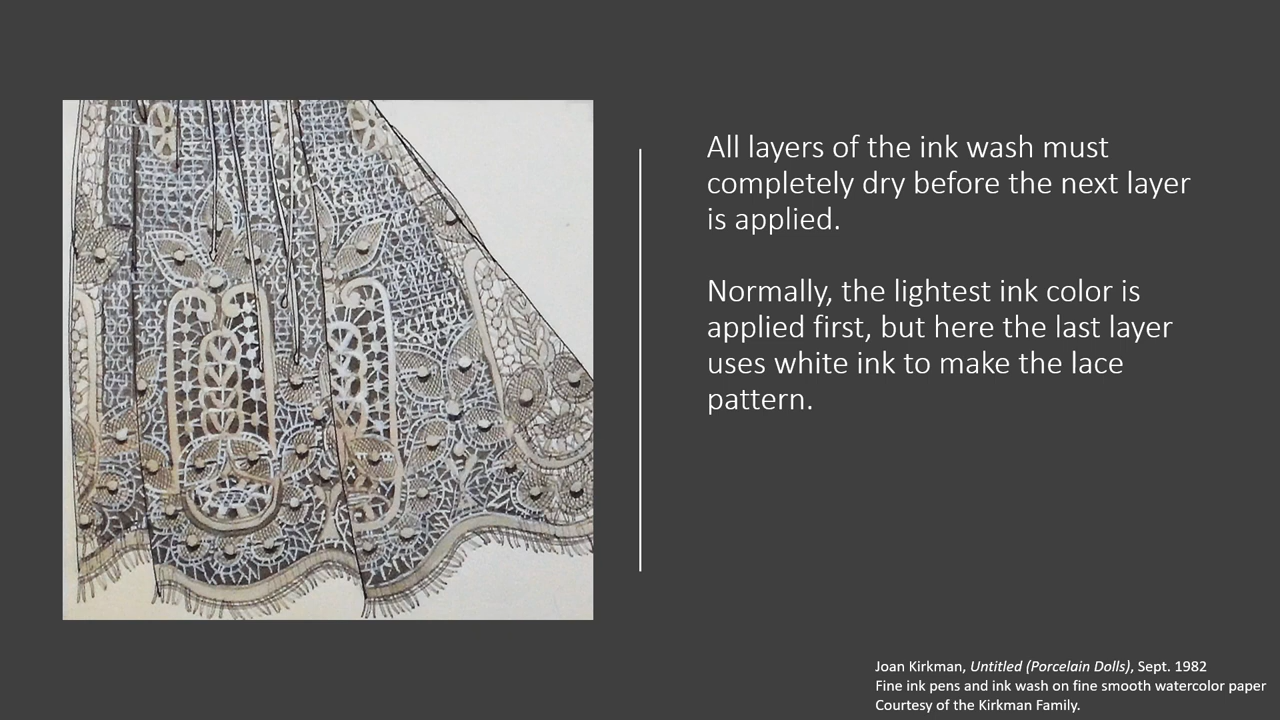 All layers of the ink wash must
completely dry before the next layer
is applied.
Normally, the lightest ink color is
applied first, but here the last layer
uses white ink to make the lace
pattern.
Joan Kirkman, Untitled (Porcelain Dolls), Sept. 1982
Fine ink pens and ink wash on fine smooth watercolor paper
Courtesy of the Kirkman Family.